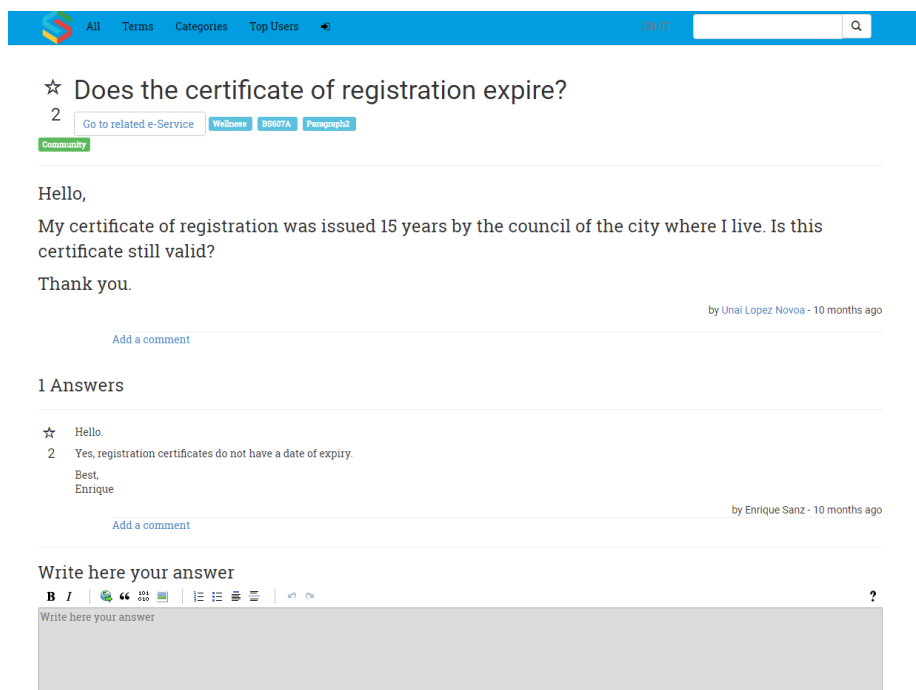 All Terms Categories Top Users
Does the certificate of registration expire?
2
Go to related e-Service Wellness BS607A Paragraph2
Community
Hello,
My certificate of registration was issued 15 years by the council of the city where I live. Is this
certificate still valid?
Thank you.
by Unai Lopez Novoa - 10 months ago
Add a comment
1 Answers
Hello.
2 Yes, registration certificates do not have a date of expiry.
Best,
Enrique
by Enrique Sanz - 10 months ago
Add a comment
Write here your answer
B I 101 010 ?
Write here your answer